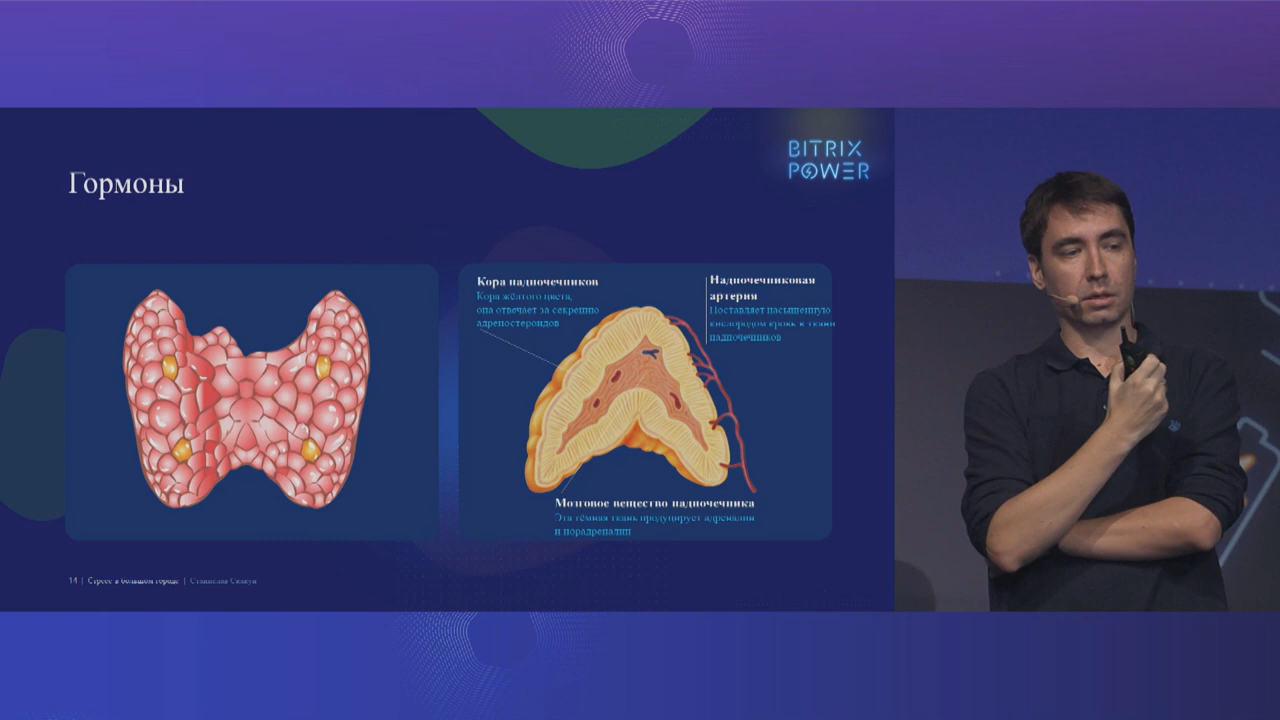 BITRIX
POWER
Гормоны
Кора надпочечников
Кора жёлтого цвета,
она отвечает за секрецию
адреностероидов
Надпочечниковая
артерия
Поставляет насыщенную
кислородом кровь к ткани
надпочечников
Мозговое вещество надпочечника
Эта тёмная ткань продуцирует адреналин
и норадреналин
14 | Стресс в большом городе | Станислав